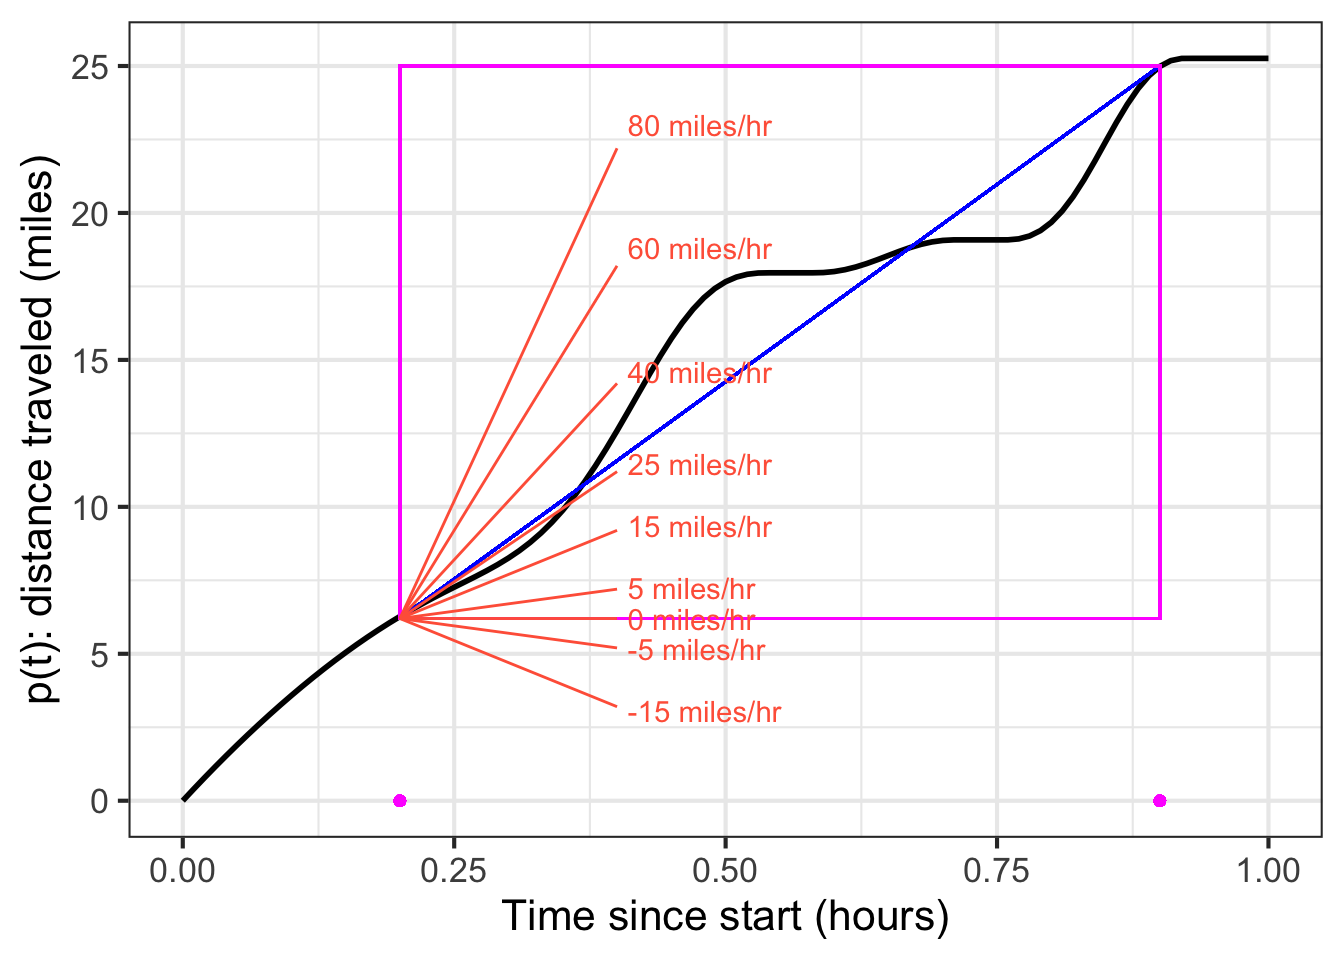 p(t): distance traveled (miles)
25
20
15
10
5
0
80 miles/hr
60 miles/hr
40 miles/hr
25 miles/hr
15 miles/hr
5 miles/hr
0 miles/hr
-5 miles/hr
-15 miles/hr
0.00 0.25 0.50 0.75 1.00
Time since start (hours)